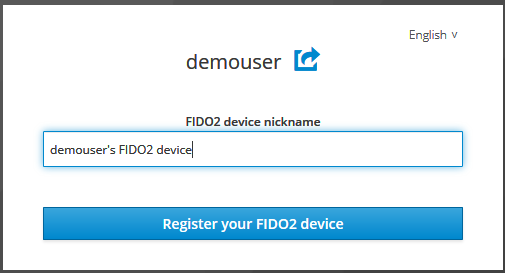 English v
demouser
FIDO2 device nickname
demouser's FIDO2 device
Register your FIDO2 device